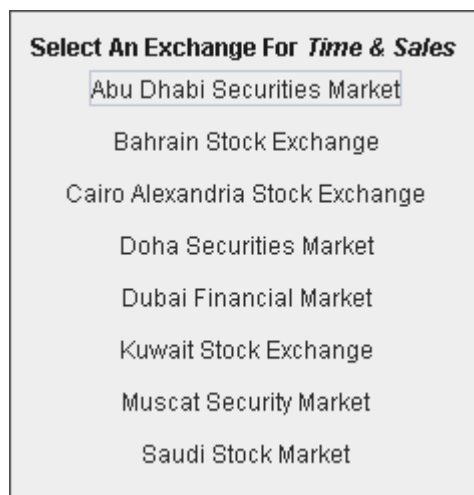 Select An Exchange For Time & Sales
Abu Dhabi Securities Market
Bahrain Stock Exchange
Cairo Alexandria Stock Exchange
Doha Securities Market
Dubai Financial Market
Kuwait Stock Exchange
Muscat Security Market
Saudi Stock Market